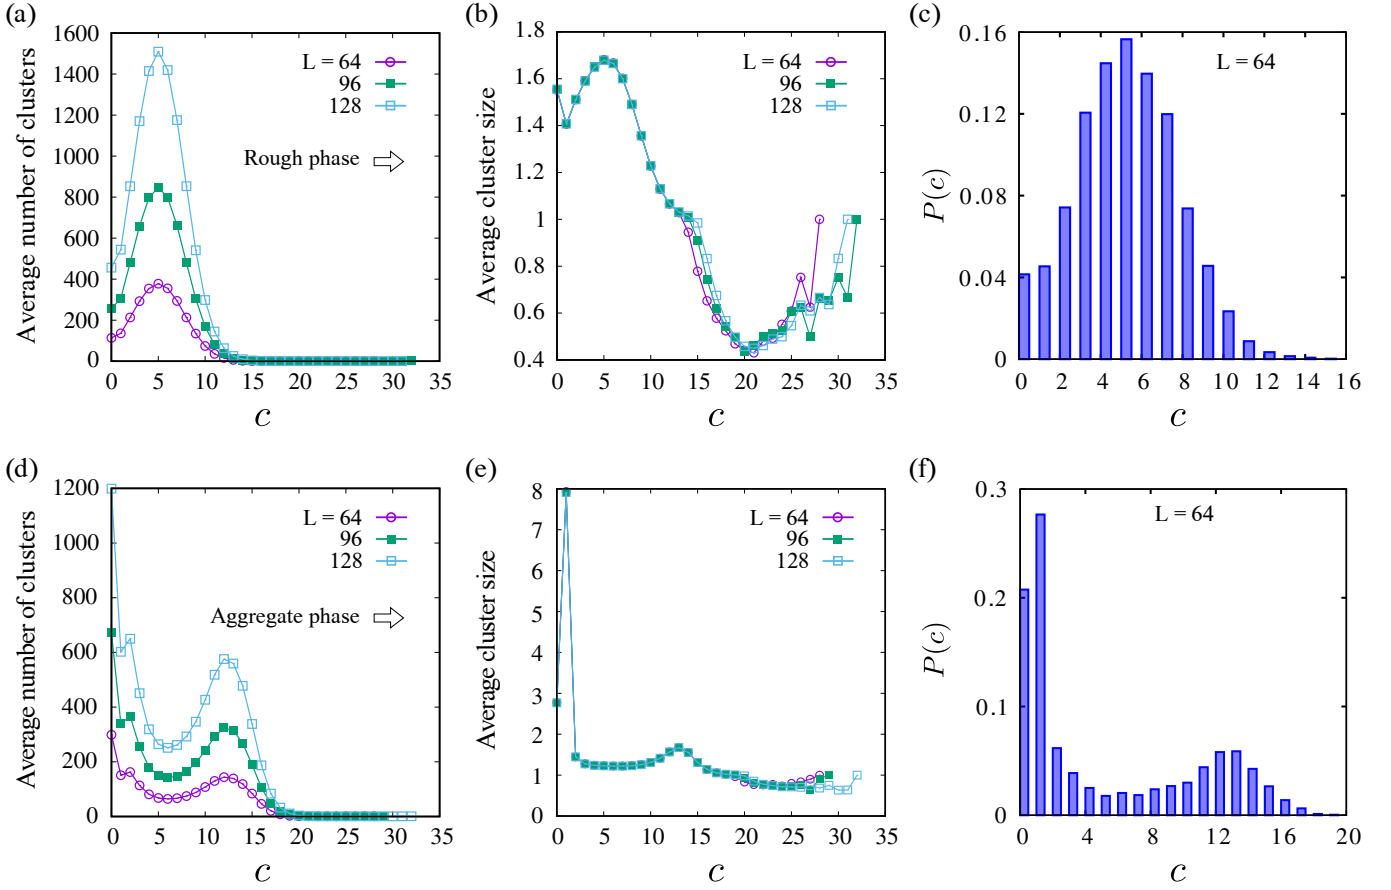 (a)
Average number of clusters
1600
1400
1200
1000
800
600
400
200
0
0 5 10 15 20 25 30 35
c
L = 64
96
128
Rough phase
(b)
Average cluster size
1.8
1.6
1.4
1.2
1
0.8
0.6
0.4
0 5 10 15 20 25 30 35
c
L = 64
96
128
(c)
P(c)
0.16
0.12
0.08
0.04
0
0 2 4 6 8 10 12 14 16
c
L = 64
(d)
Average number of clusters
1200
1000
800
600
400
200
0
0 5 10 15 20 25 30 35
c
L = 64
96
128
Aggregate phase
(e)
Average cluster size
8
7
6
5
4
3
2
1
0
0 5 10 15 20 25 30 35
c
L = 64
96
128
(f)
P(c)
0.3
0.2
0.1
0
0 4 8 12 16 20
c
L = 64